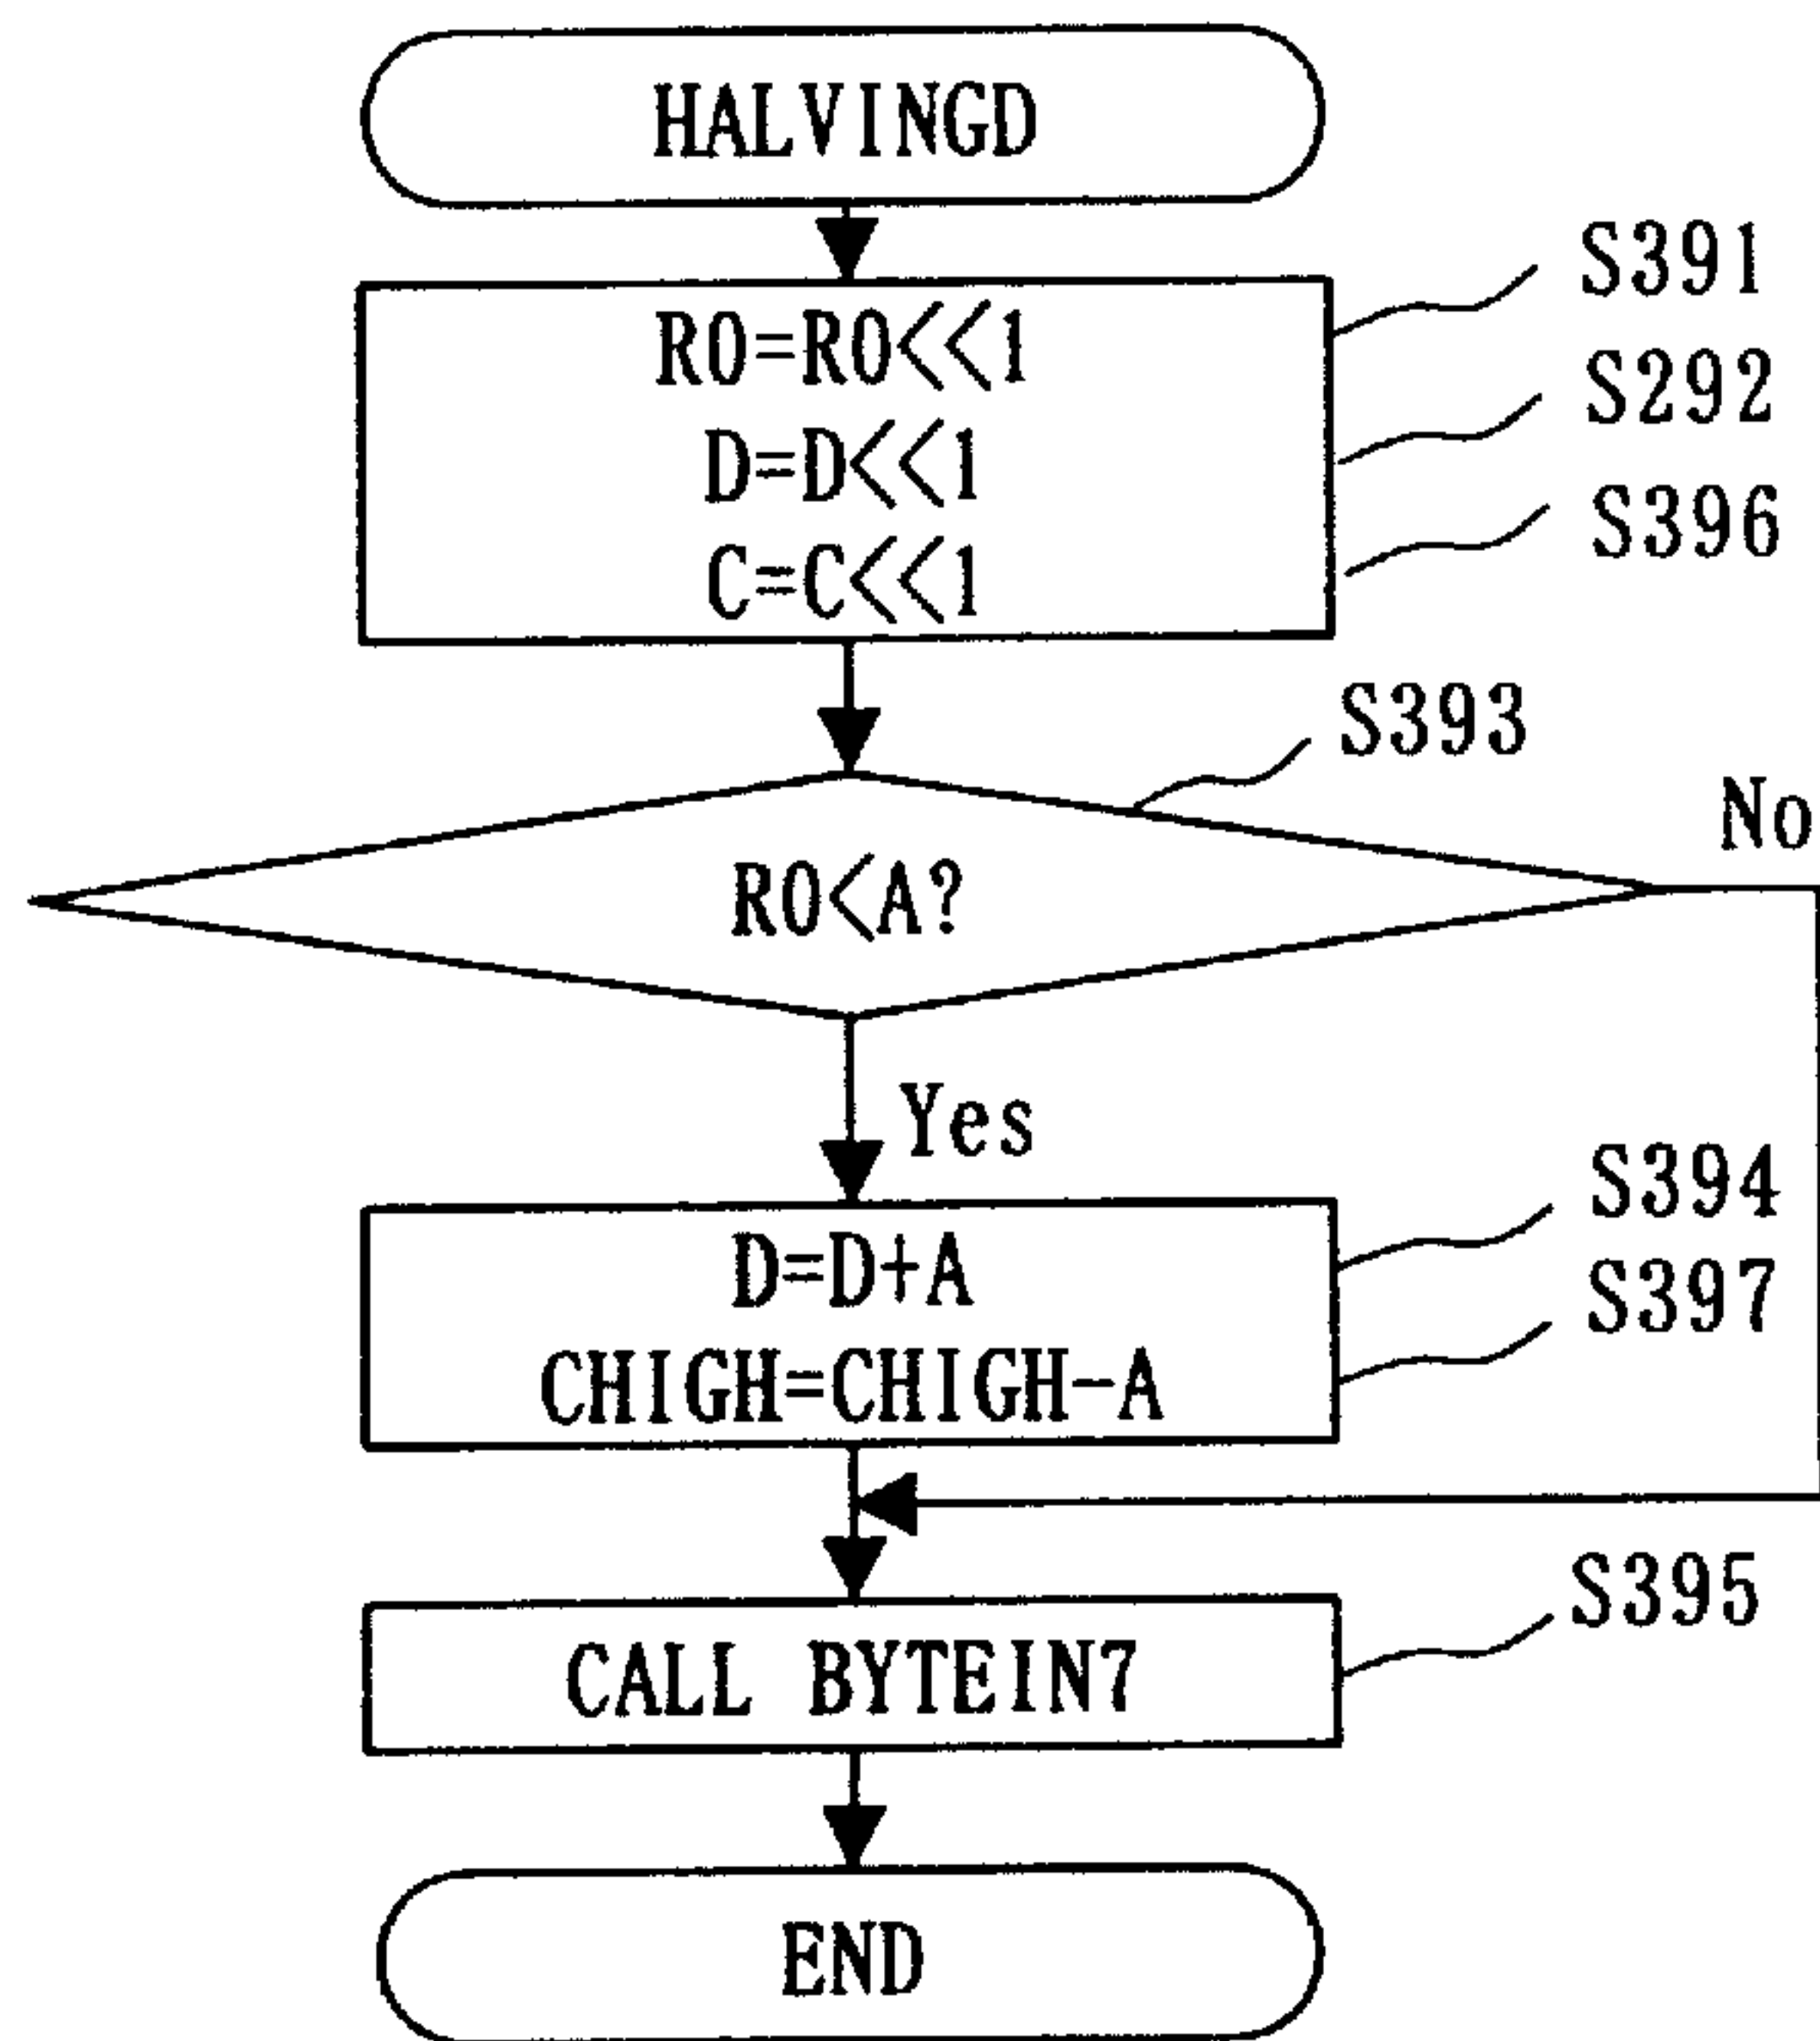 HALVINGD
S391
R0=R0<<1
S292
D=D<<1
S396
C=C<<1
S393
No
R0<A?
Yes
S394
D=D+A
S397
CHIGH=CHIGH-A
S395
CALL BYTEIN7
END